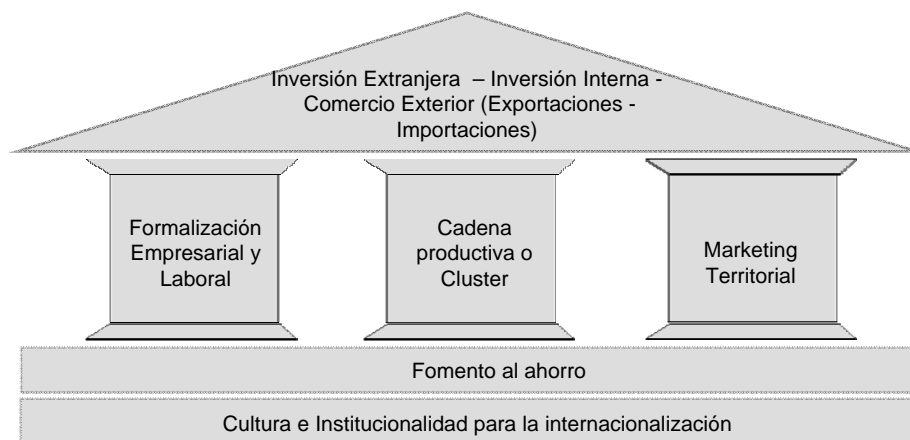 Inversión Extranjera – Inversión Interna -
Comercio Exterior (Exportaciones -
Importaciones)
Formalización
Empresarial y
Laboral
Cadena
productiva o
Cluster
Marketing
Territorial
Fomento al ahorro
Cultura e Institucionalidad para la internacionalización